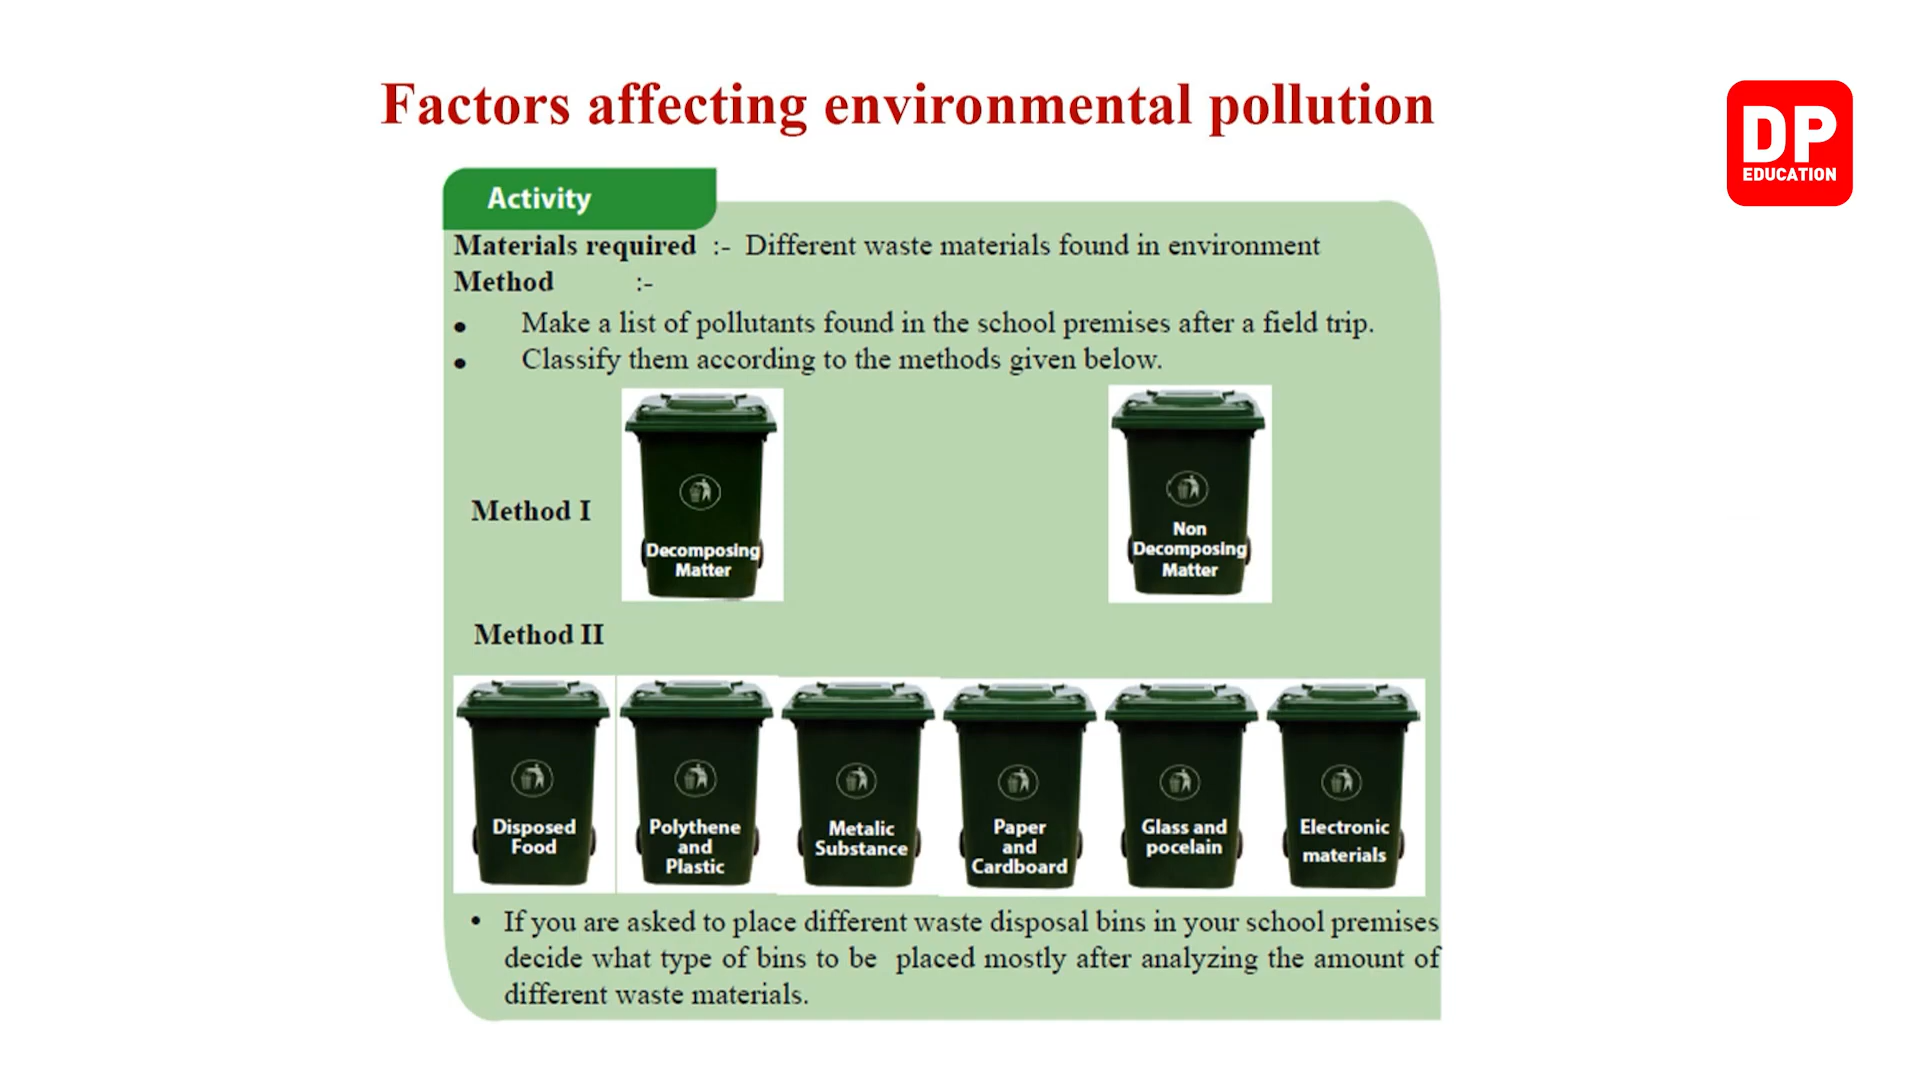 Factors affecting environmental pollution
DP
EDUCATION
Activity
Materials required :- Different waste materials found in environment
Method :-
• Make a list of pollutants found in the school premises after a field trip.
• Classify them according to the methods given below.
Method I
Decomposing
Matter
Non
Decomposing
Matter
Method II
Disposed
Food
Polythene
and
Plastic
Metalic
Substance
Paper
and
Cardboard
Glass and
pocelain
Electronic
materials
• If you are asked to place different waste disposal bins in your school premises
decide what type of bins to be placed mostly after analyzing the amount of
different waste materials.